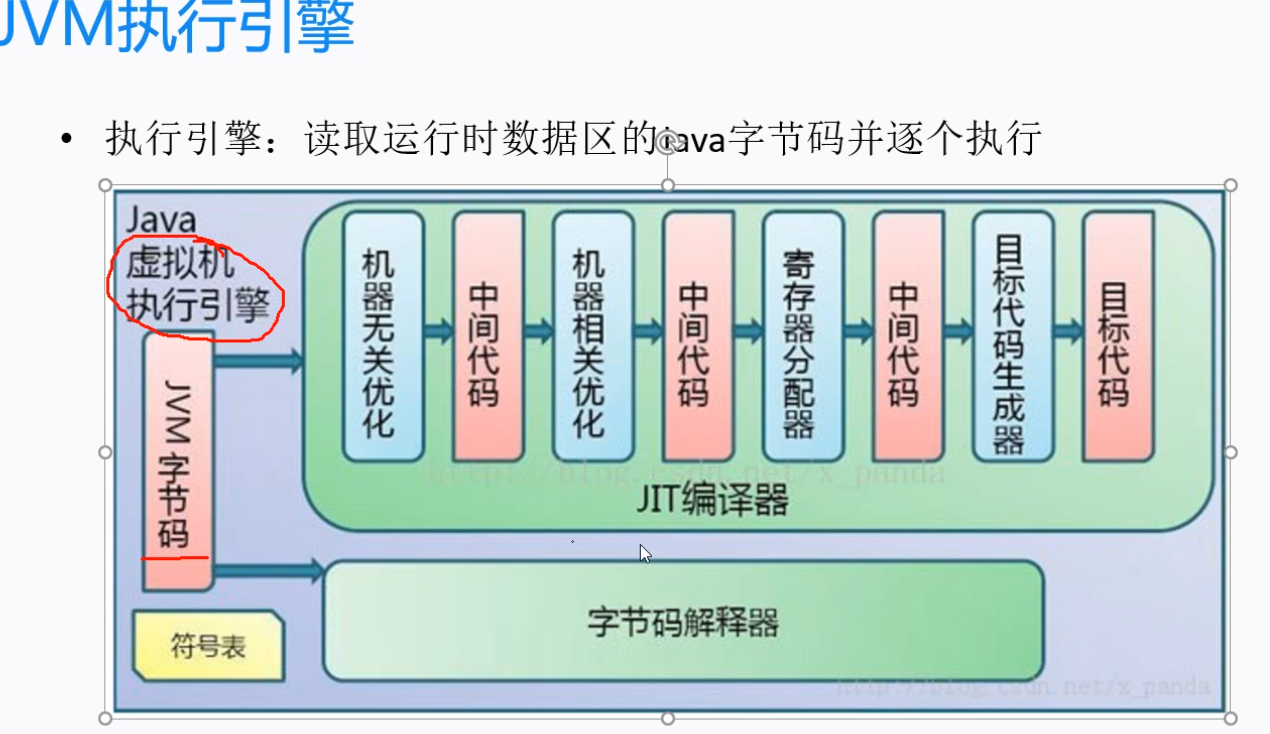 JVM执行引擎
• 执行引擎：读取运行时数据区的Java字节码并逐个执行
Java
虚拟机
执行引擎
JVM字节码
符号表
机器无关优化
中间代码
机器相关优化
中间代码
寄存器分配器
中间代码
目标代码生成器
目标代码
http://blog.csdn.net/x_panda
JIT编译器
字节码解释器
http://blog.csdn.net/x_panda